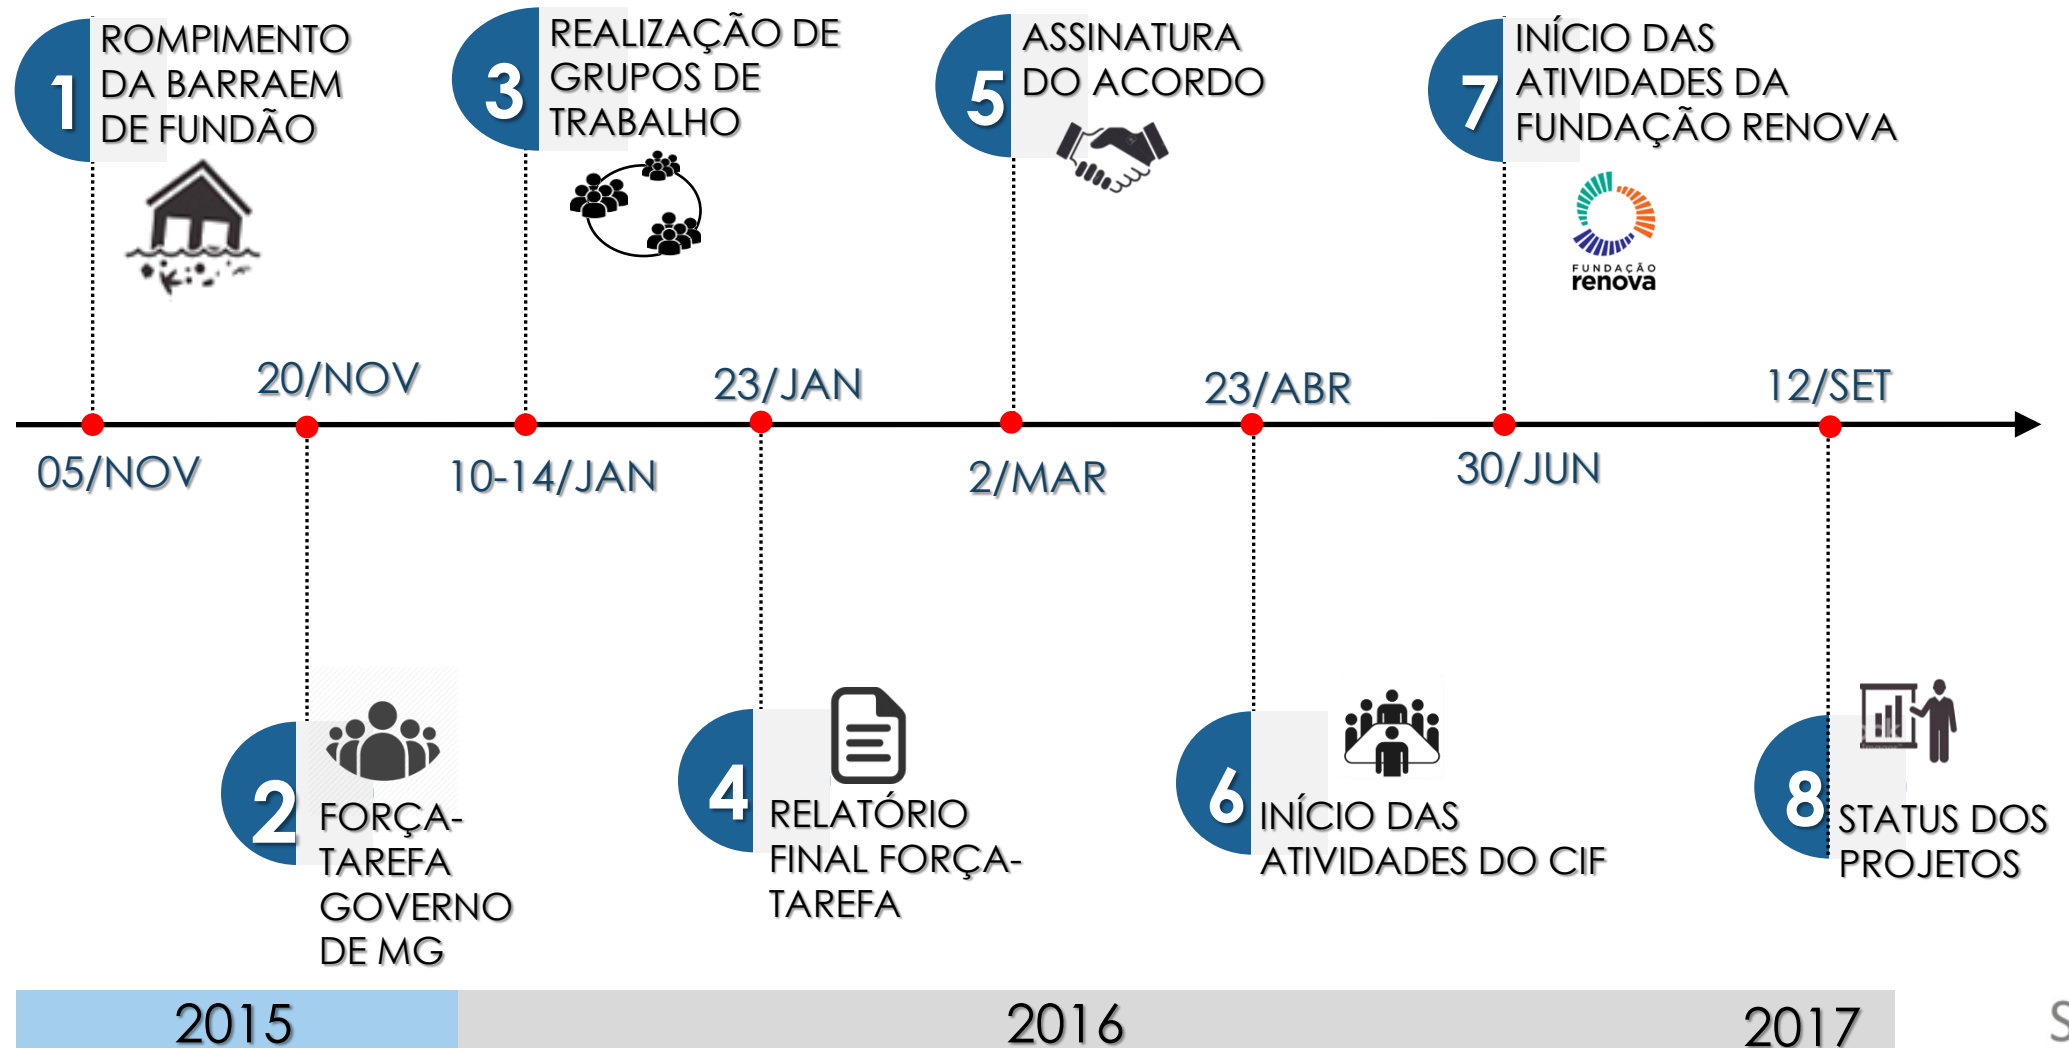 1
ROMPIMENTO
DA BARRAEM
DE FUNDÃO
3
REALIZAÇÃO DE
GRUPOS DE
TRABALHO
5
ASSINATURA
DO ACORDO
7
INÍCIO DAS
ATIVIDADES DA
FUNDAÇÃO RENOVA
FUNDAÇÃO
renova
20/NOV
23/JAN
23/ABR
12/SET
05/NOV
10-14/JAN
2/MAR
30/JUN
2
FORÇA-
TAREFA
GOVERNO
DE MG
4
RELATÓRIO
FINAL FORÇA-
TAREFA
6
INÍCIO DAS
ATIVIDADES DO CIF
8
STATUS DOS
PROJETOS
2015
2016
2017